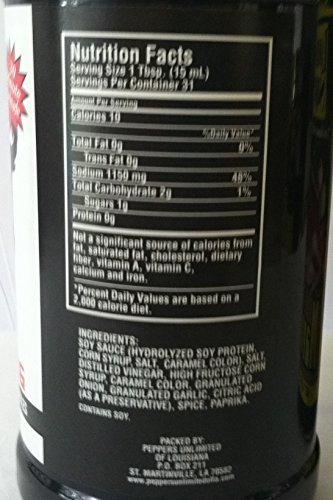 Nutrition Facts
Serving Size 1 Tbsp. (15 mL)
Servings Per Container 31
Amount Per Serving
Calories 10
%Daily Value*
Total Fat 0g 0%
Trans Fat 0g
Sodium 1150 mg 48%
Total Carbohydrate 2g 1%
Sugars 1g
Protein 0g
Not a significant source of calories from
fat, saturated fat, cholesterol, dietary
fiber, vitamin A, vitamin C,
calcium and iron.
*Percent Daily Values are based on a
2,000 calorie diet.
INGREDIENTS:
SOY SAUCE (HYDROLYZED SOY PROTEIN,
CORN SYRUP, SALT, CARAMEL COLOR), SALT,
DISTILLED VINEGAR, HIGH FRUCTOSE CORN
SYRUP, CARAMEL COLOR, GRANULATED
ONION, GRANULATED GARLIC, CITRIC ACID
(AS A PRESERVATIVE), SPICE, PAPRIKA.
CONTAINS SOY.
PACKED BY:
PEPPERS UNLIMITED
OF LOUISIANA
P.O. BOX 211
ST. MARTINVILLE, LA 70582
www.peppersunlimitedofla.com